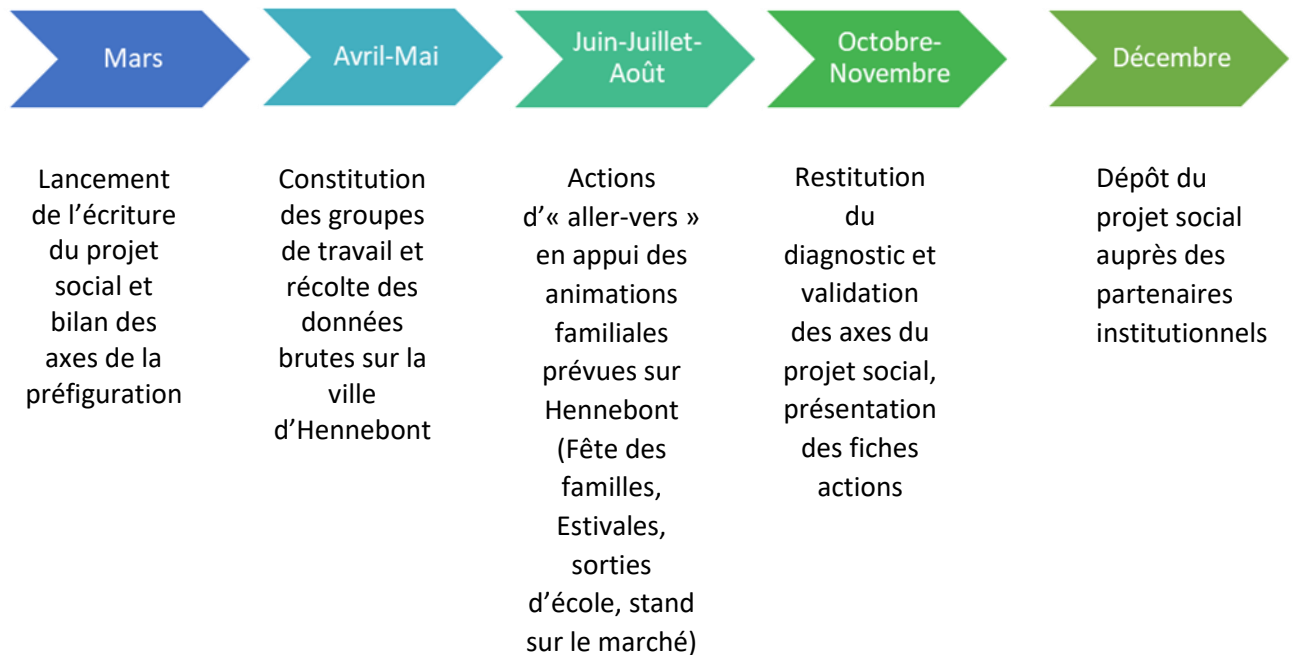 Mars
Avril-Mai
Juin-Juillet-
Août
Octobre-
Novembre
Décembre
Lancement
de l’écriture
du projet
social et
bilan des
axes de la
préfiguration
Constitution
des groupes
de travail et
récolte des
données
brutes sur la
ville
d’Hennebont
Actions
d’« aller-vers »
en appui des
animations
familiales
prévues sur
Hennebont
(Fête des
familles,
Estivales,
sorties
d’école, stand
sur le marché)
Restitution
du
diagnostic et
validation
des axes du
projet social,
présentation
des fiches
actions
Dépôt du
projet social
auprès des
partenaires
institutionnels